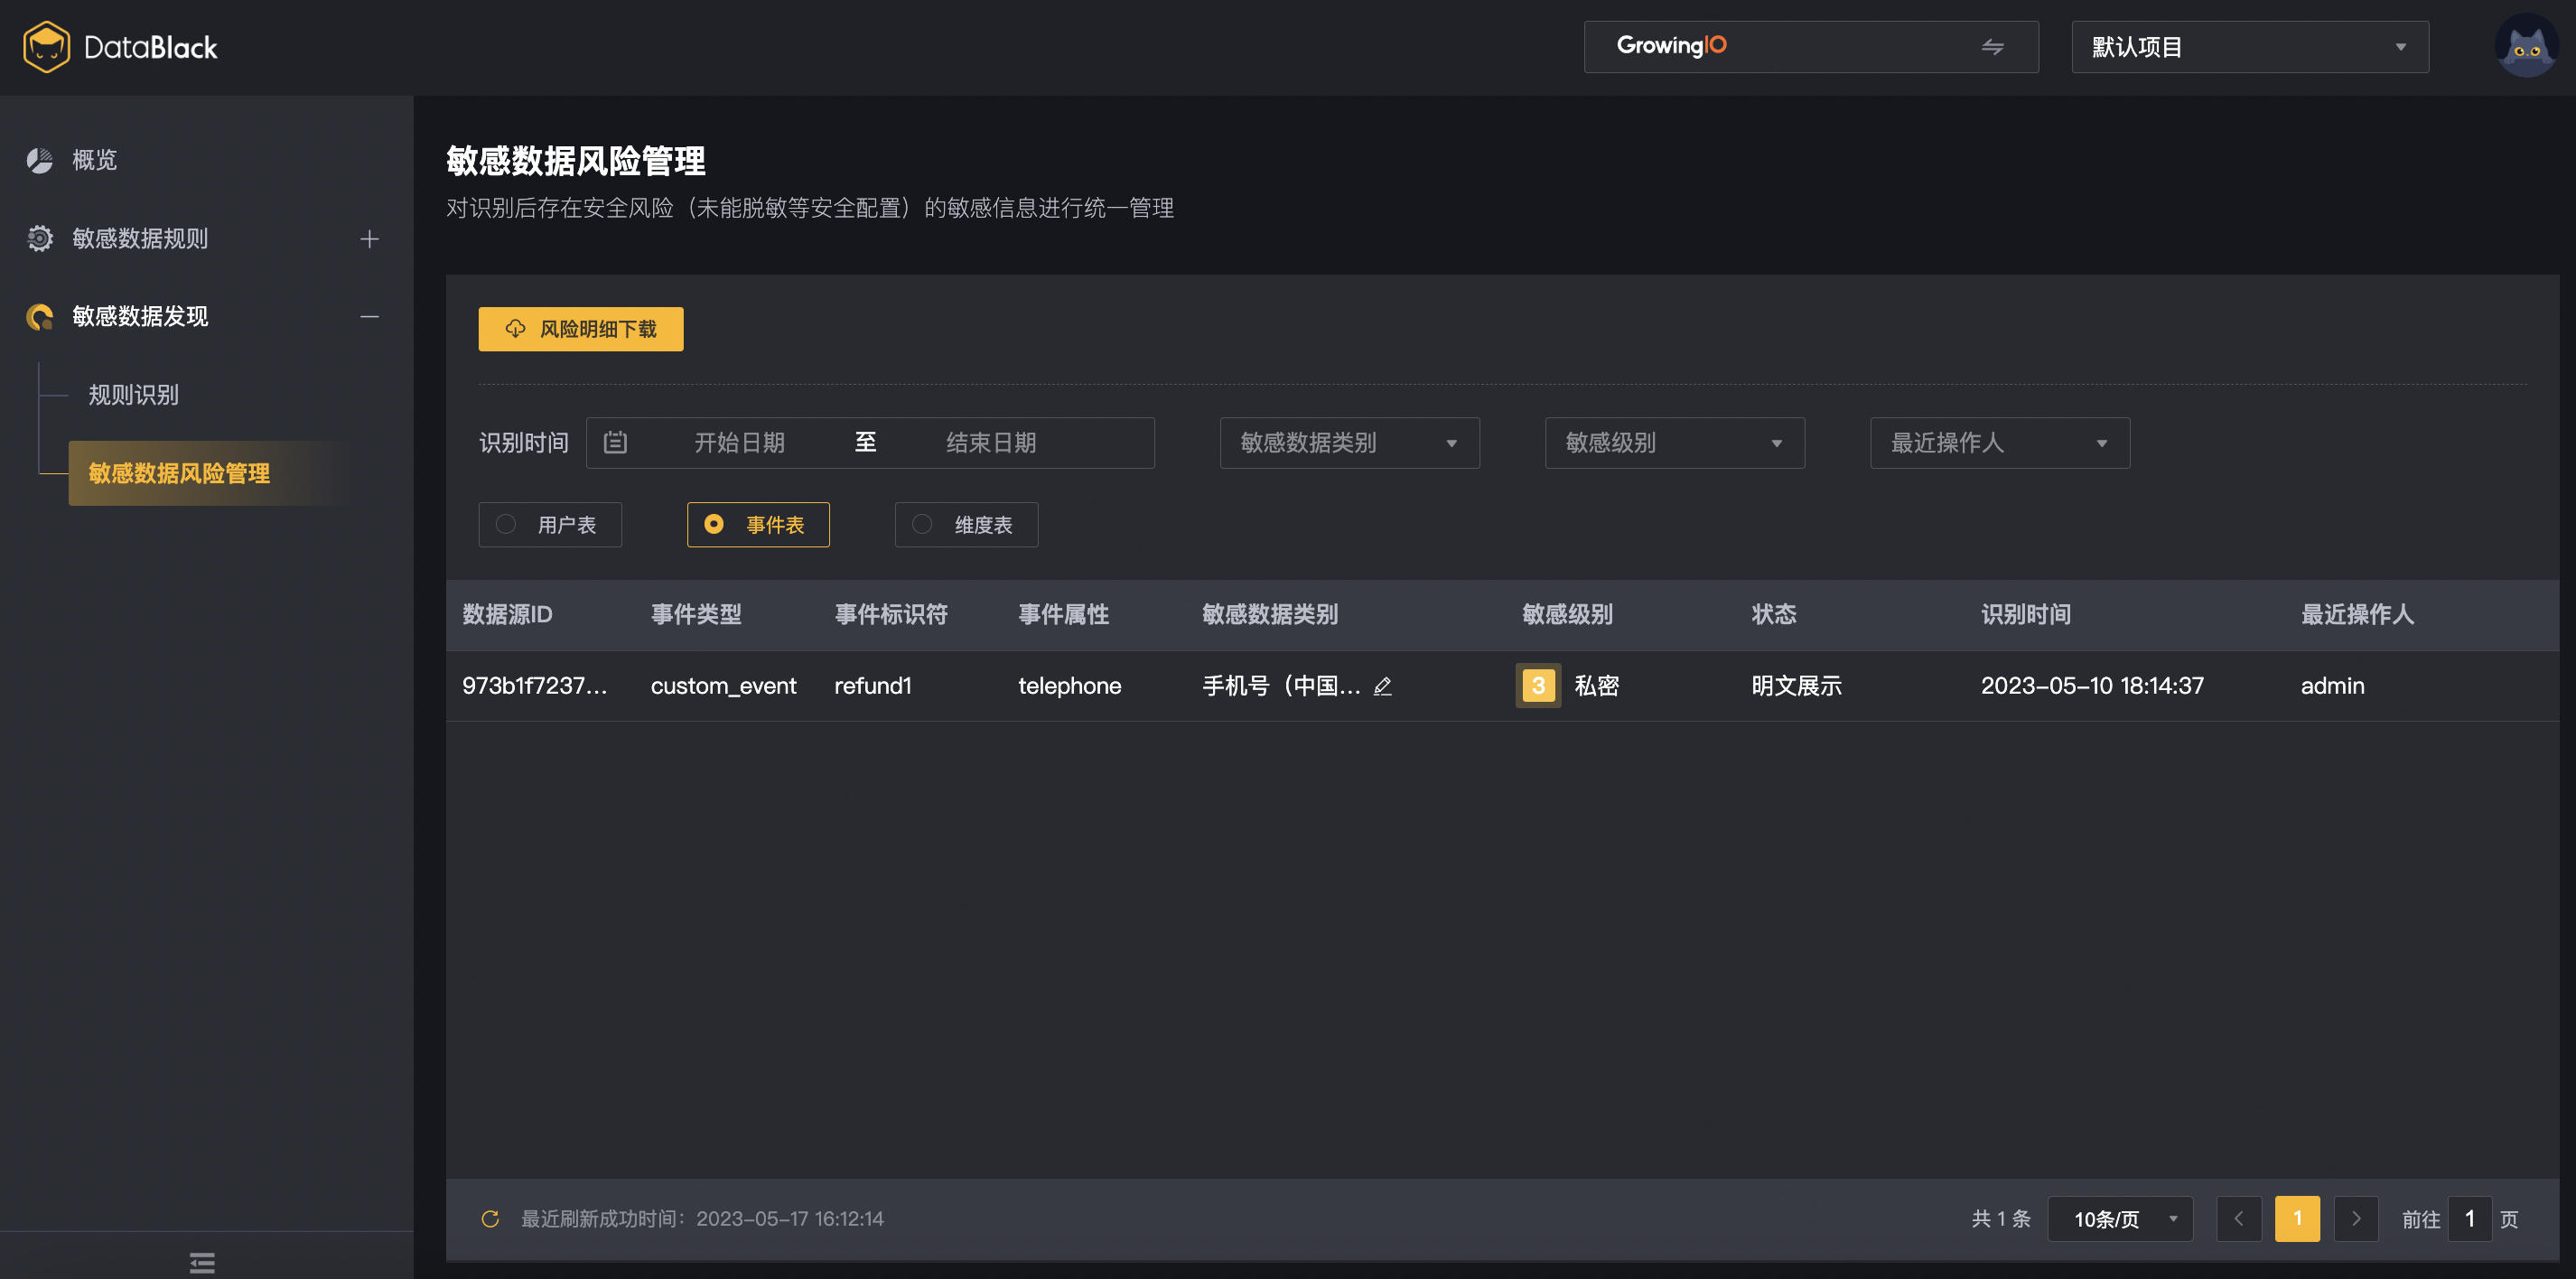 DataBlack
GrowingIO
默认项目
概览
敏感数据规则
敏感数据发现
规则识别
敏感数据风险管理
敏感数据风险管理
对识别后存在安全风险（未能脱敏等安全配置）的敏感信息进行统一管理
风险明细下载
识别时间 开始日期 至 结束日期 敏感数据类别 敏感级别 最近操作人
用户表 事件表 维度表
数据源ID 事件类型 事件标识符 事件属性 敏感数据类别 敏感级别 状态 识别时间 最近操作人
973b1f7237... custom_event refund1 telephone 手机号（中国... 3 私密 明文展示 2023-05-10 18:14:37 admin
最近刷新成功时间：2023-05-17 16:12:14 共 1 条 10条/页 1 前往 1 页